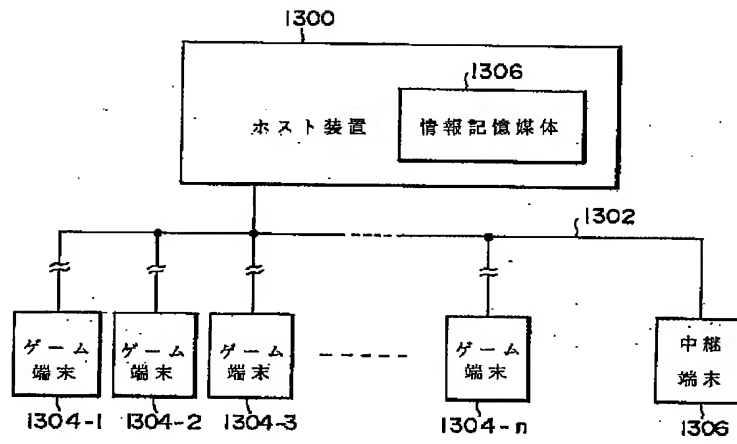 1300
1306
ホスト装置
情報記憶媒体
1302
ゲーム
端末
ゲーム
端末
ゲーム
端末
ゲーム
端末
中継
端末
1304-1
1304-2
1304-3
1304-n
1306